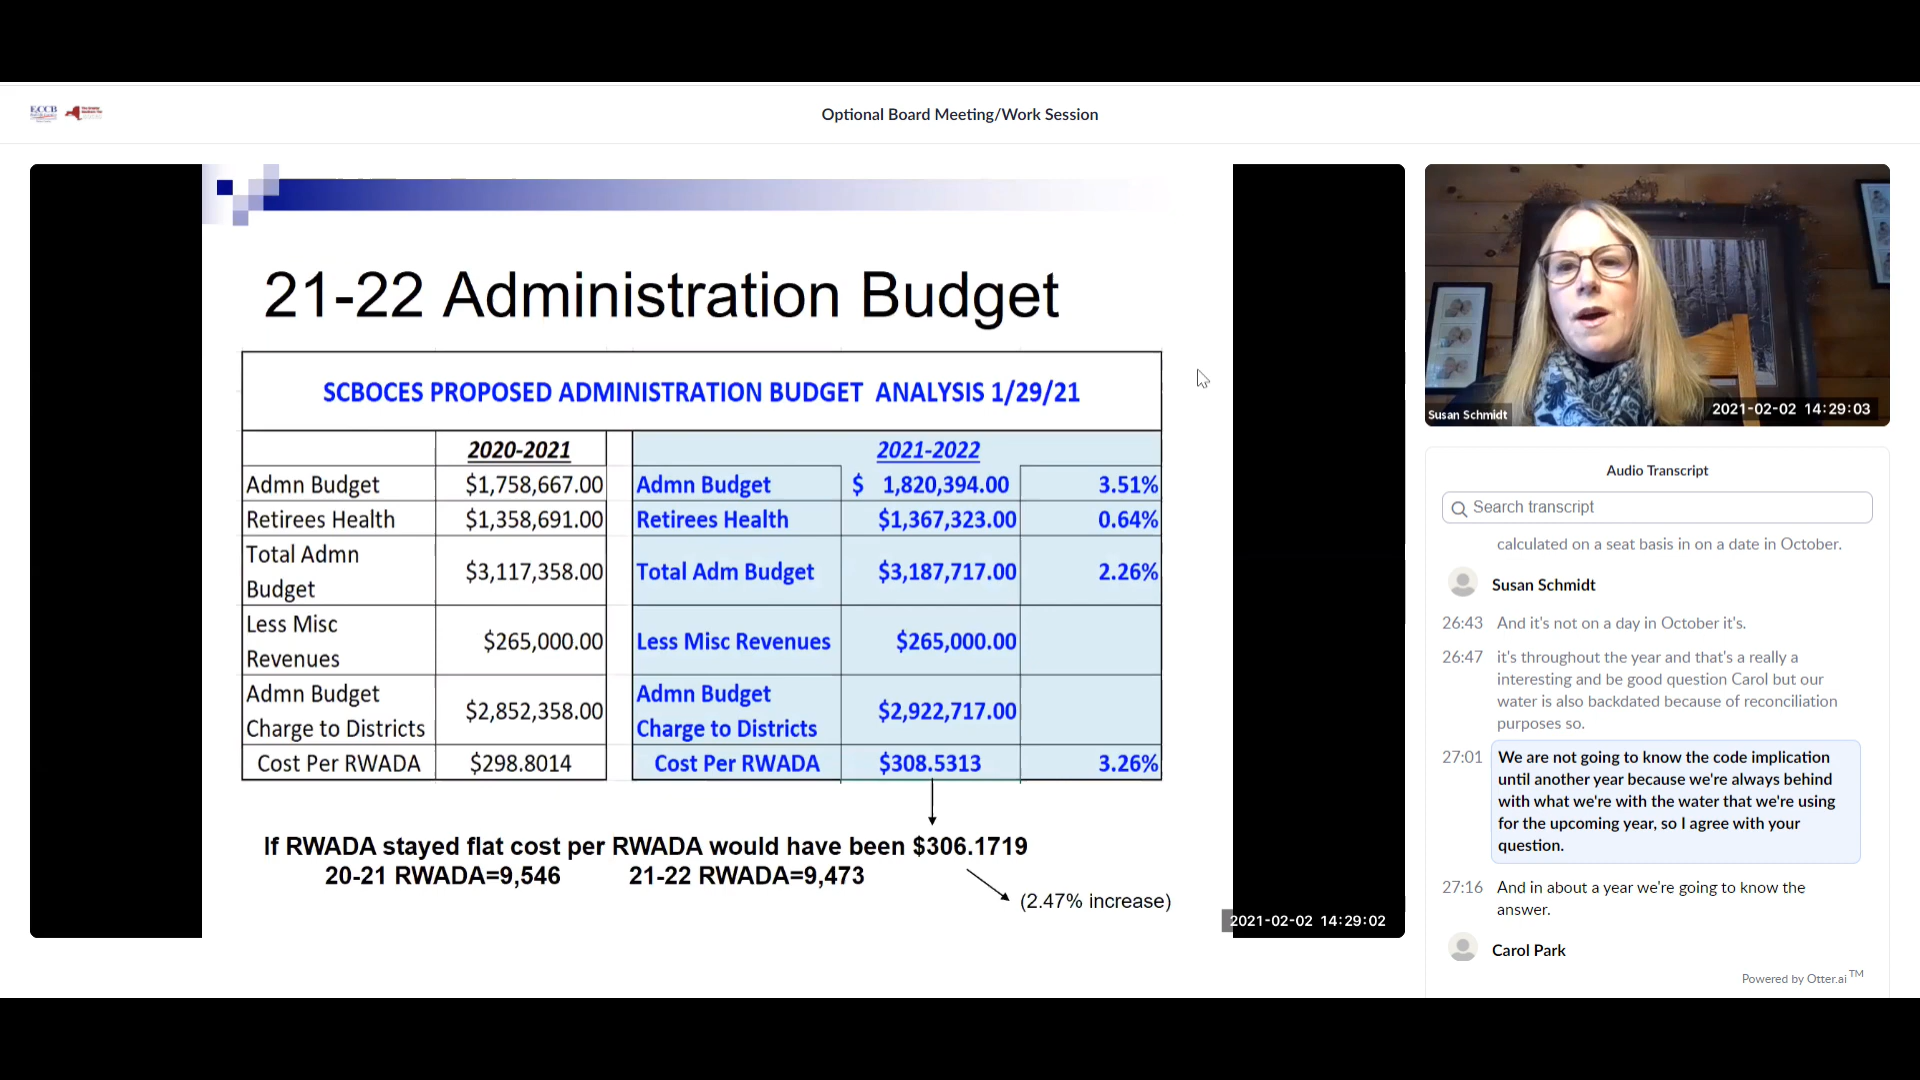 ECCB
Optional Board Meeting/Work Session
21-22 Administration Budget
SCBOCES PROPOSED ADMINISTRATION BUDGET ANALYSIS 1/29/21
2020-2021 2021-2022
Admn Budget $1,758,667.00 Admn Budget $ 1,820,394.00 3.51%
Retirees Health $1,358,691.00 Retirees Health $1,367,323.00 0.64%
Total Admn
Budget $3,117,358.00 Total Adm Budget $3,187,717.00 2.26%
Less Misc
Revenues $265,000.00 Less Misc Revenues $265,000.00
Admn Budget
Charge to Districts $2,852,358.00 Admn Budget
Charge to Districts $2,922,717.00
Cost Per RWADA $298.8014 Cost Per RWADA $308.5313 3.26%
If RWADA stayed flat cost per RWADA would have been $306.1719
20-21 RWADA=9,546 21-22 RWADA=9,473
(2.47% increase)
2021-02-02 14:29:02
Susan Schmidt
2021-02-02 14:29:03
Audio Transcript
Search transcript
calculated on a seat basis in on a date in October.
Susan Schmidt
26:43 And it's not on a day in October it's.
26:47 it's throughout the year and that's a really a
interesting and be good question Carol but our
water is also backdated because of reconciliation
purposes so.
27:01 We are not going to know the code implication
until another year because we're always behind
with what we're with the water that we're using
for the upcoming year, so I agree with your
question.
27:16 And in about a year we're going to know the
answer.
Carol Park
Powered by Otter.ai TM